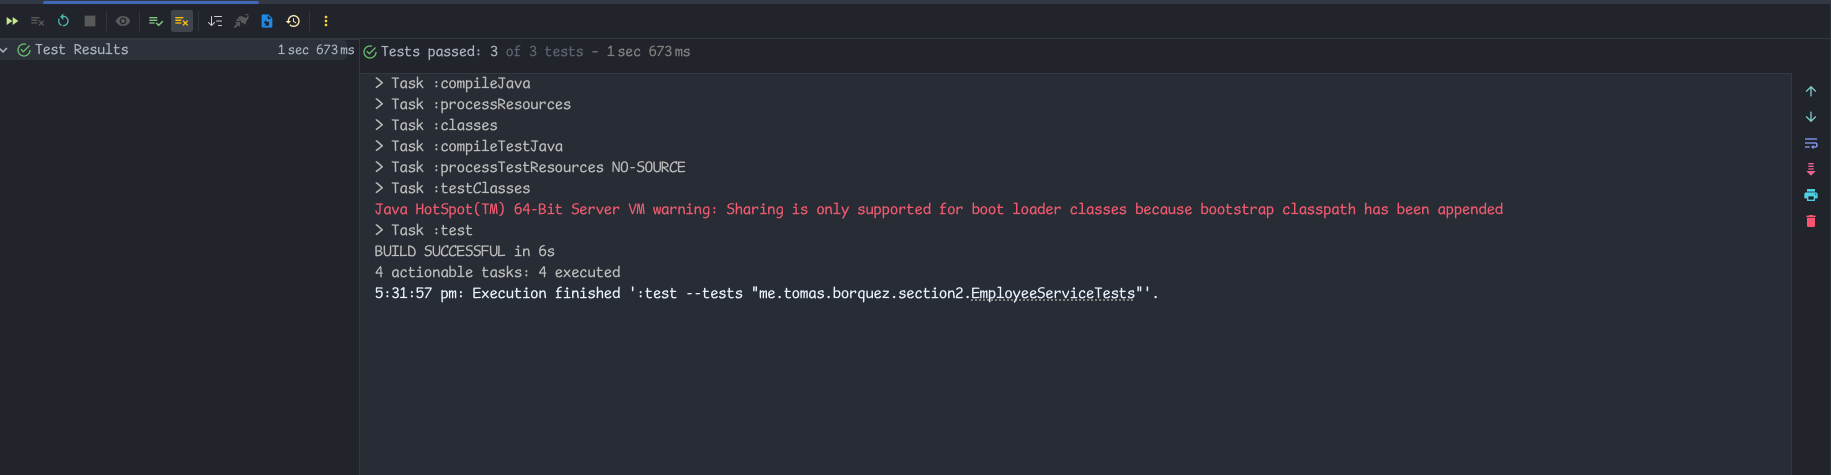 Test Results 1 sec 673 ms
Tests passed: 3 of 3 tests – 1 sec 673 ms
> Task :compileJava
> Task :processResources
> Task :classes
> Task :compileTestJava
> Task :processTestResources NO-SOURCE
> Task :testClasses
Java HotSpot(TM) 64-Bit Server VM warning: Sharing is only supported for boot loader classes because bootstrap classpath has been appended
> Task :test
BUILD SUCCESSFUL in 6s
4 actionable tasks: 4 executed
5:31:57 pm: Execution finished ':test --tests "me.tomas.borquez.section2.EmployeeServiceTests"'.